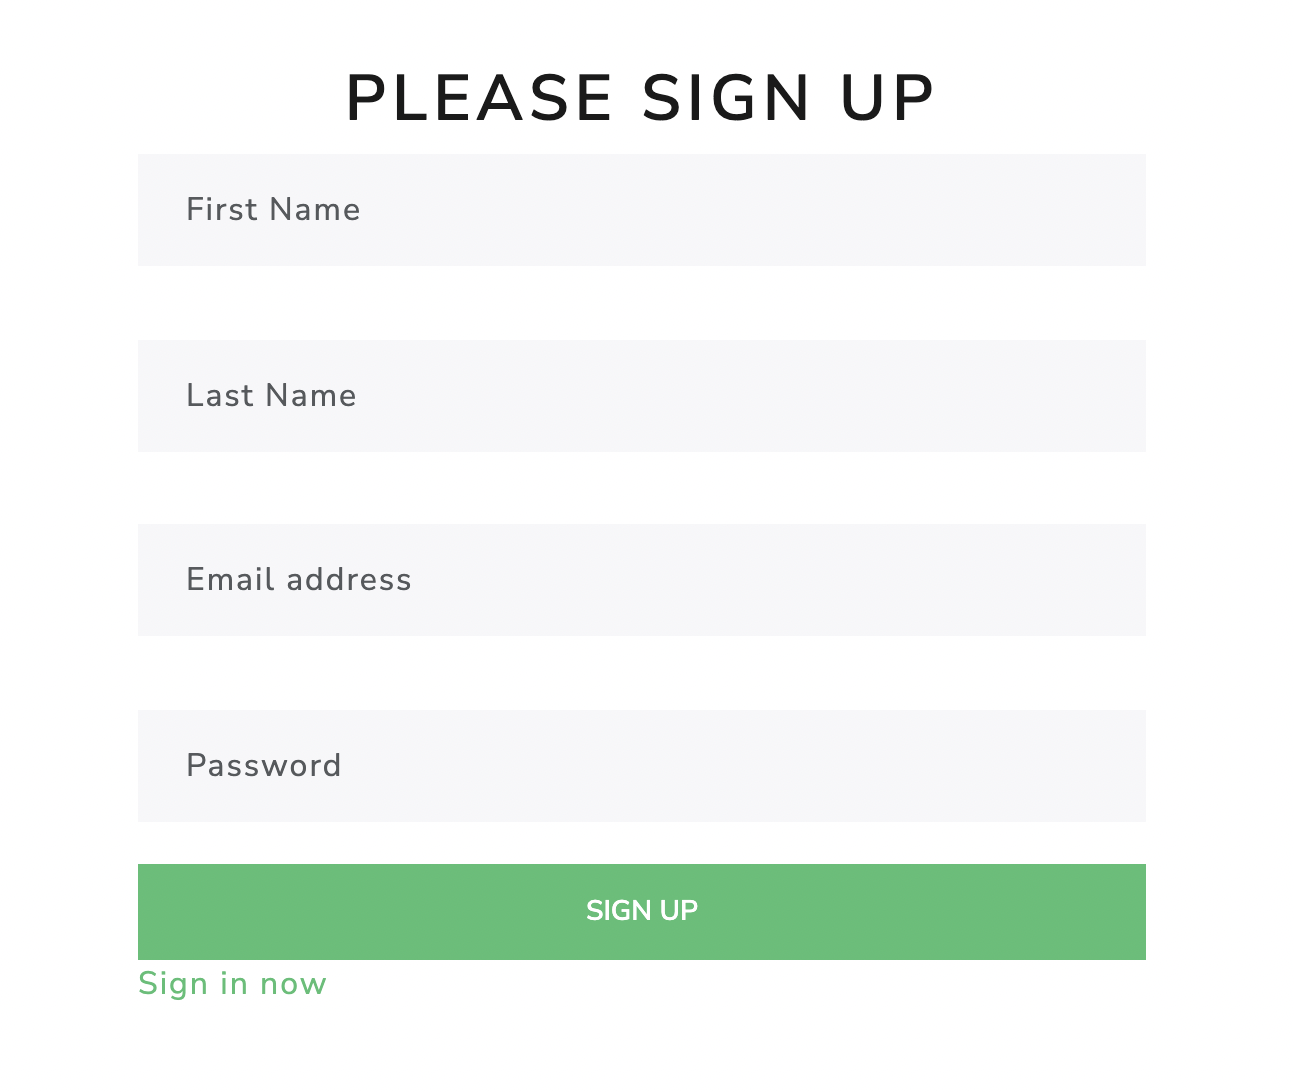 PLEASE SIGN UP
First Name
Last Name
Email address
Password
SIGN UP
Sign in now